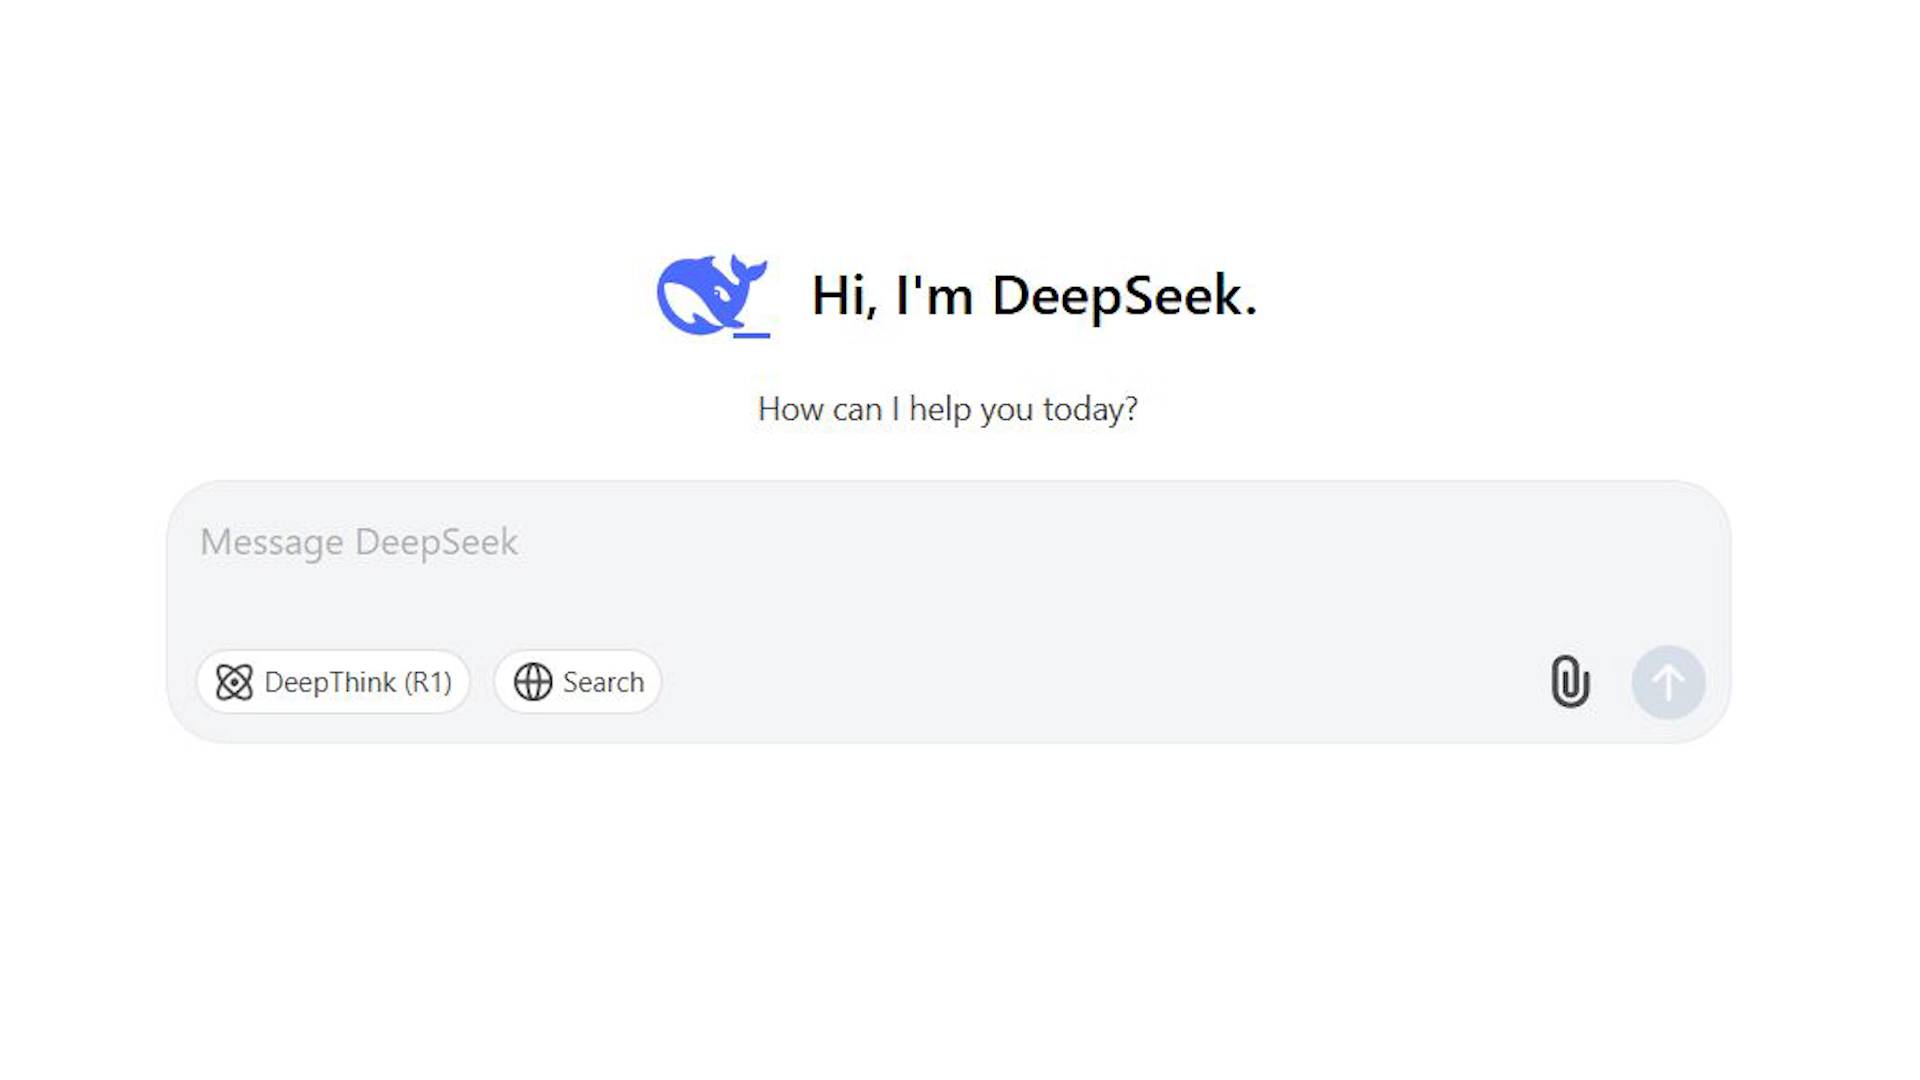 Hi, I'm DeepSeek.
How can I help you today?
Message DeepSeek
DeepThink (R1) Search